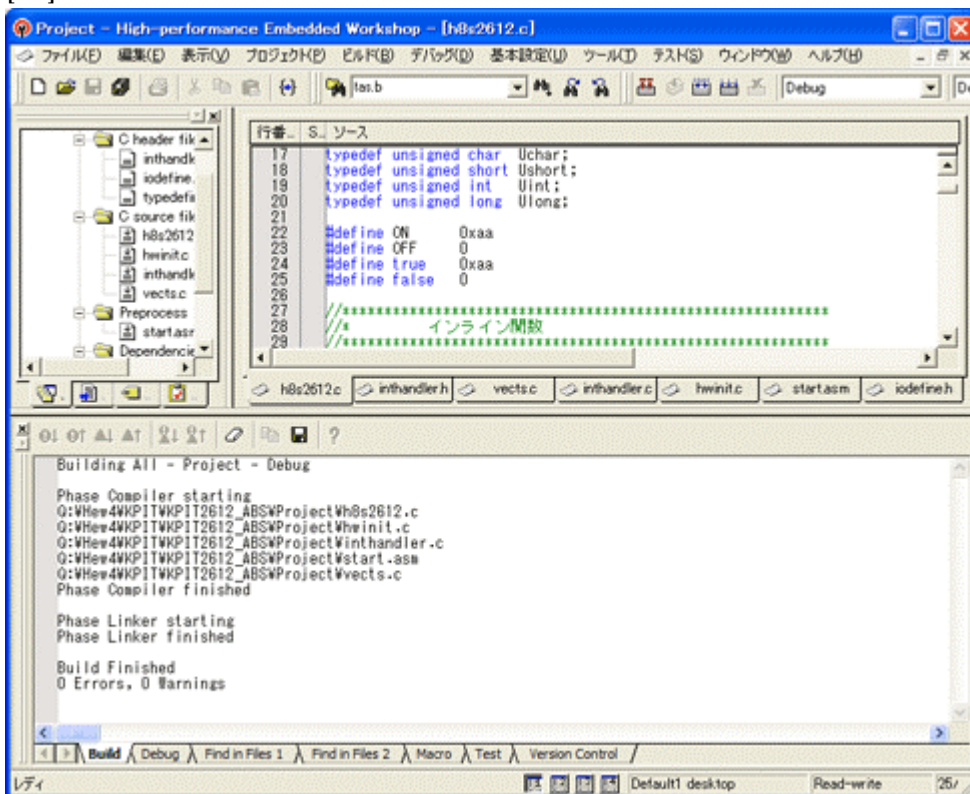 Project - High-performance Embedded Workshop - [h8s2612.c]
ファイル(F) 編集(E) 表示(V) プロジェクト(P) ビルド(B) デバッグ(D) 基本設定(U) ツール(T) テスト(S) ウィンドウ(W) ヘルプ(H)
tas.b Debug
C header file
inthandl
iodefine.
typedefi
C source file
h8s2612
hwinit.c
inthandl
vects.c
Preprocess
start.asr
Dependencie
行番.. S.. ソース
17 typedef unsigned char Uchar;
18 typedef unsigned short Ushort;
19 typedef unsigned int Uint;
20 typedef unsigned long Ulong;
21
22 #define ON 0xaa
23 #define OFF 0
24 #define true 0xaa
25 #define false 0
26
27 //************************************************************
28 //* インライン関数
29 //************************************************************
h8s2612.c inthandler.h vects.c inthandler.c hwinit.c start.asm iodefine.h
Building All - Project - Debug
Phase Compiler starting
Q:¥Hew4¥KPIT¥KPIT2612_ABS¥Project¥h8s2612.c
Q:¥Hew4¥KPIT¥KPIT2612_ABS¥Project¥hwinit.c
Q:¥Hew4¥KPIT¥KPIT2612_ABS¥Project¥inthandler.c
Q:¥Hew4¥KPIT¥KPIT2612_ABS¥Project¥start.asm
Q:¥Hew4¥KPIT¥KPIT2612_ABS¥Project¥vects.c
Phase Compiler finished
Phase Linker starting
Phase Linker finished
Build Finished
0 Errors, 0 Warnings
Build Debug Find in Files 1 Find in Files 2 Macro Test Version Control
レディ Default1 desktop Read-write 25/